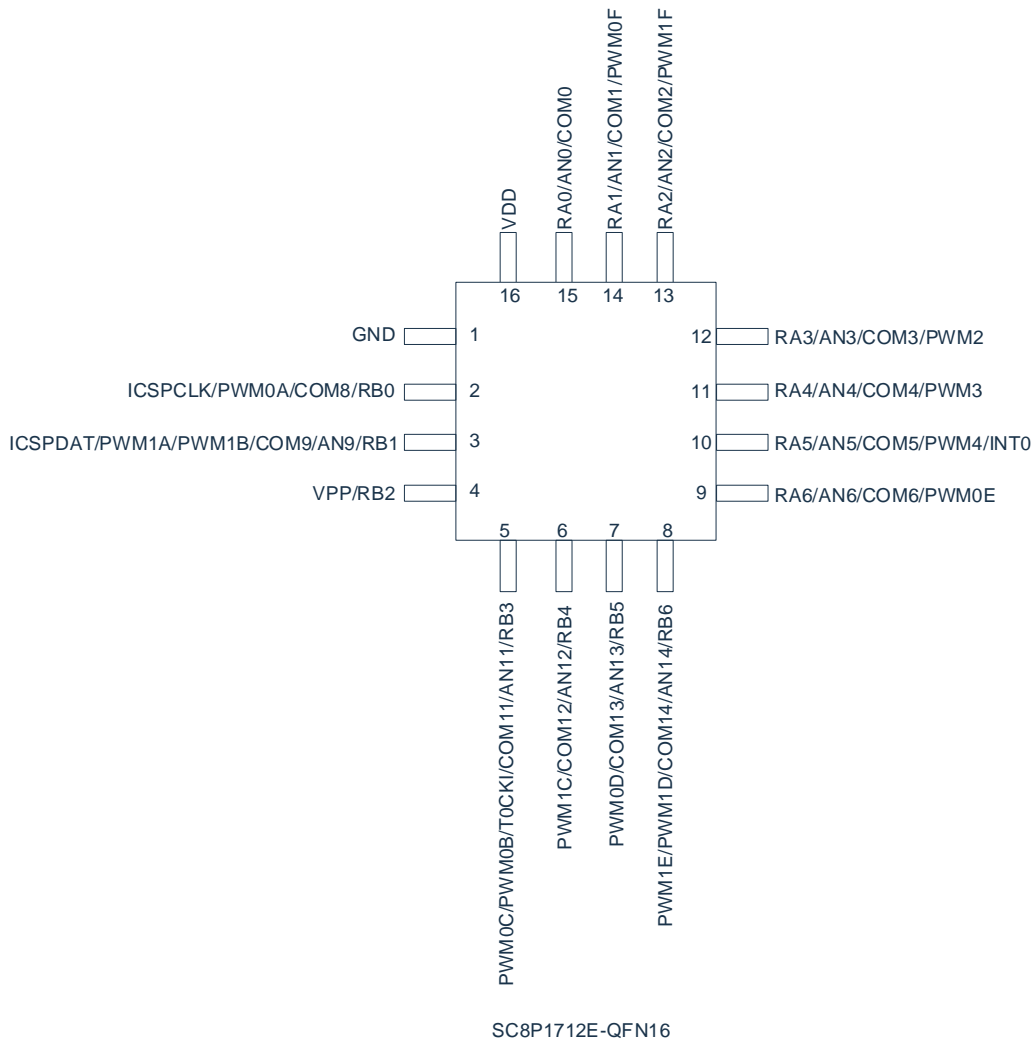 VDD
RA0/AN0/COM0
RA1/AN1/COM1/PWM0F
RA2/AN2/COM2/PWM1F
16
15
14
13
GND
1
12
RA3/AN3/COM3/PWM2
ICSPCLK/PWM0A/COM8/RB0
2
11
RA4/AN4/COM4/PWM3
ICSPDAT/PWM1A/PWM1B/COM9/AN9/RB1
3
10
RA5/AN5/COM5/PWM4/INT0
VPP/RB2
4
9
RA6/AN6/COM6/PWM0E
5
6
7
8
PWM0C/PWM0B/T0CKI/COM11/AN11/RB3
PWM1C/COM12/AN12/RB4
PWM0D/COM13/AN13/RB5
PWM1E/PWM1D/COM14/AN14/RB6
SC8P1712E-QFN16